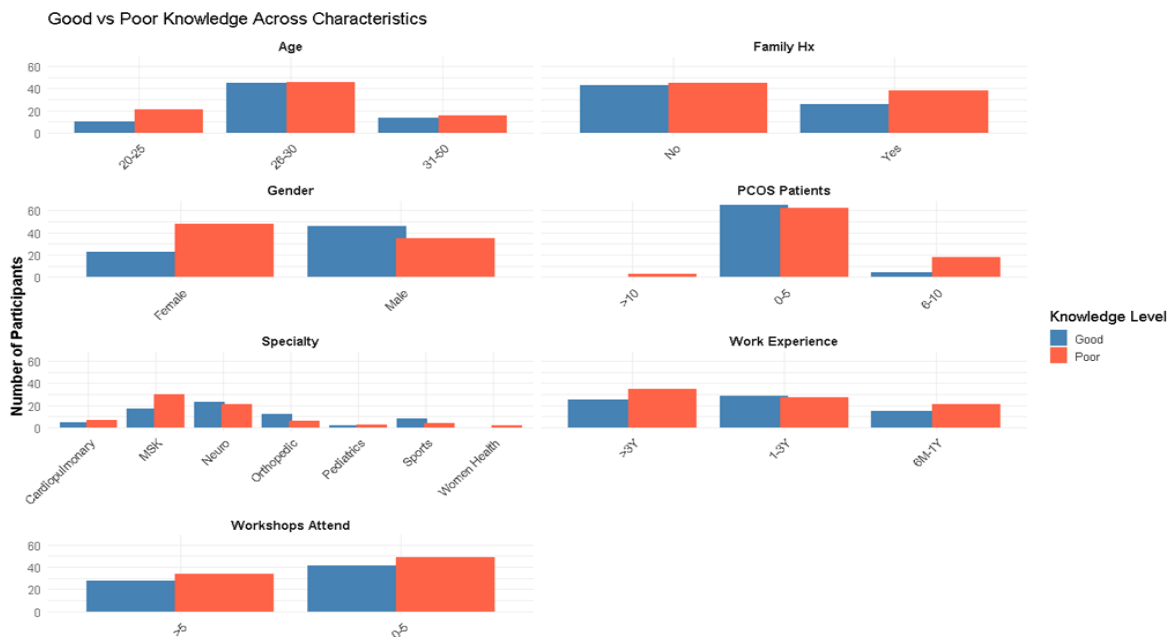 Good vs Poor Knowledge Across Characteristics
Age
Family Hx
60
40
20
0
20-25
26-30
31-50
No
Yes
Gender
PCOS Patients
60
40
20
0
Female
Male
>10
0-5
6-10
Number of Participants
Knowledge Level
Good
Poor
Specialty
Work Experience
60
40
20
0
Cardiopulmonary
MSK
Neuro
Orthopedic
Pediatrics
Sports
Women Health
>3Y
1-3Y
6M-1Y
Workshops Attend
60
40
20
0
>5
0-5